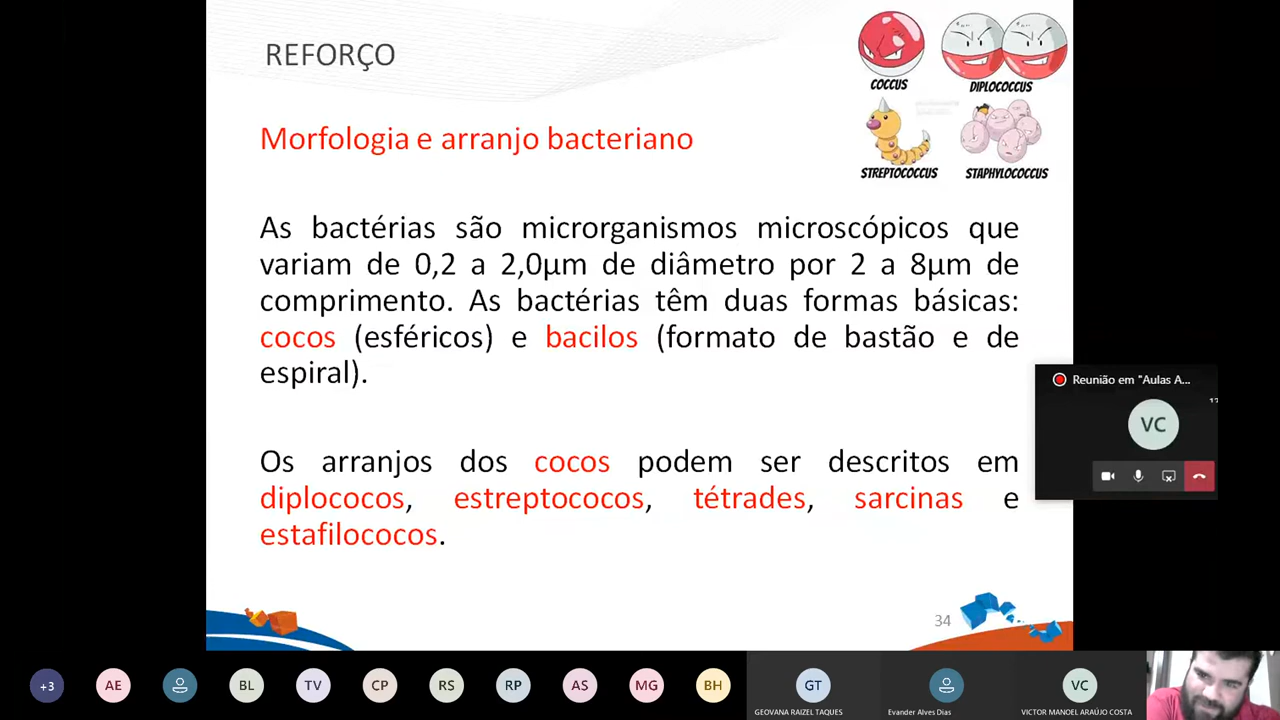 REFORÇO
COCCUS
DIPLOCOCCUS
STREPTOCOCCUS
STAPHYLOCOCCUS
Morfologia e arranjo bacteriano
As bactérias são microrganismos microscópicos que
variam de 0,2 a 2,0µm de diâmetro por 2 a 8µm de
comprimento. As bactérias têm duas formas básicas:
cocos (esféricos) e bacilos (formato de bastão e de
espiral).
Os arranjos dos cocos podem ser descritos em
diplococos, estreptococos, tétrades, sarcinas e
estafilococos.
34
Reunião em "Aulas A...
VC
+3
AE
BL
TV
CP
RS
RP
AS
MG
BH
GT
GEOVANA RAIZEL TAQUES
Evander Alves Dias
VC
VICTOR MANOEL ARAÚJO COSTA